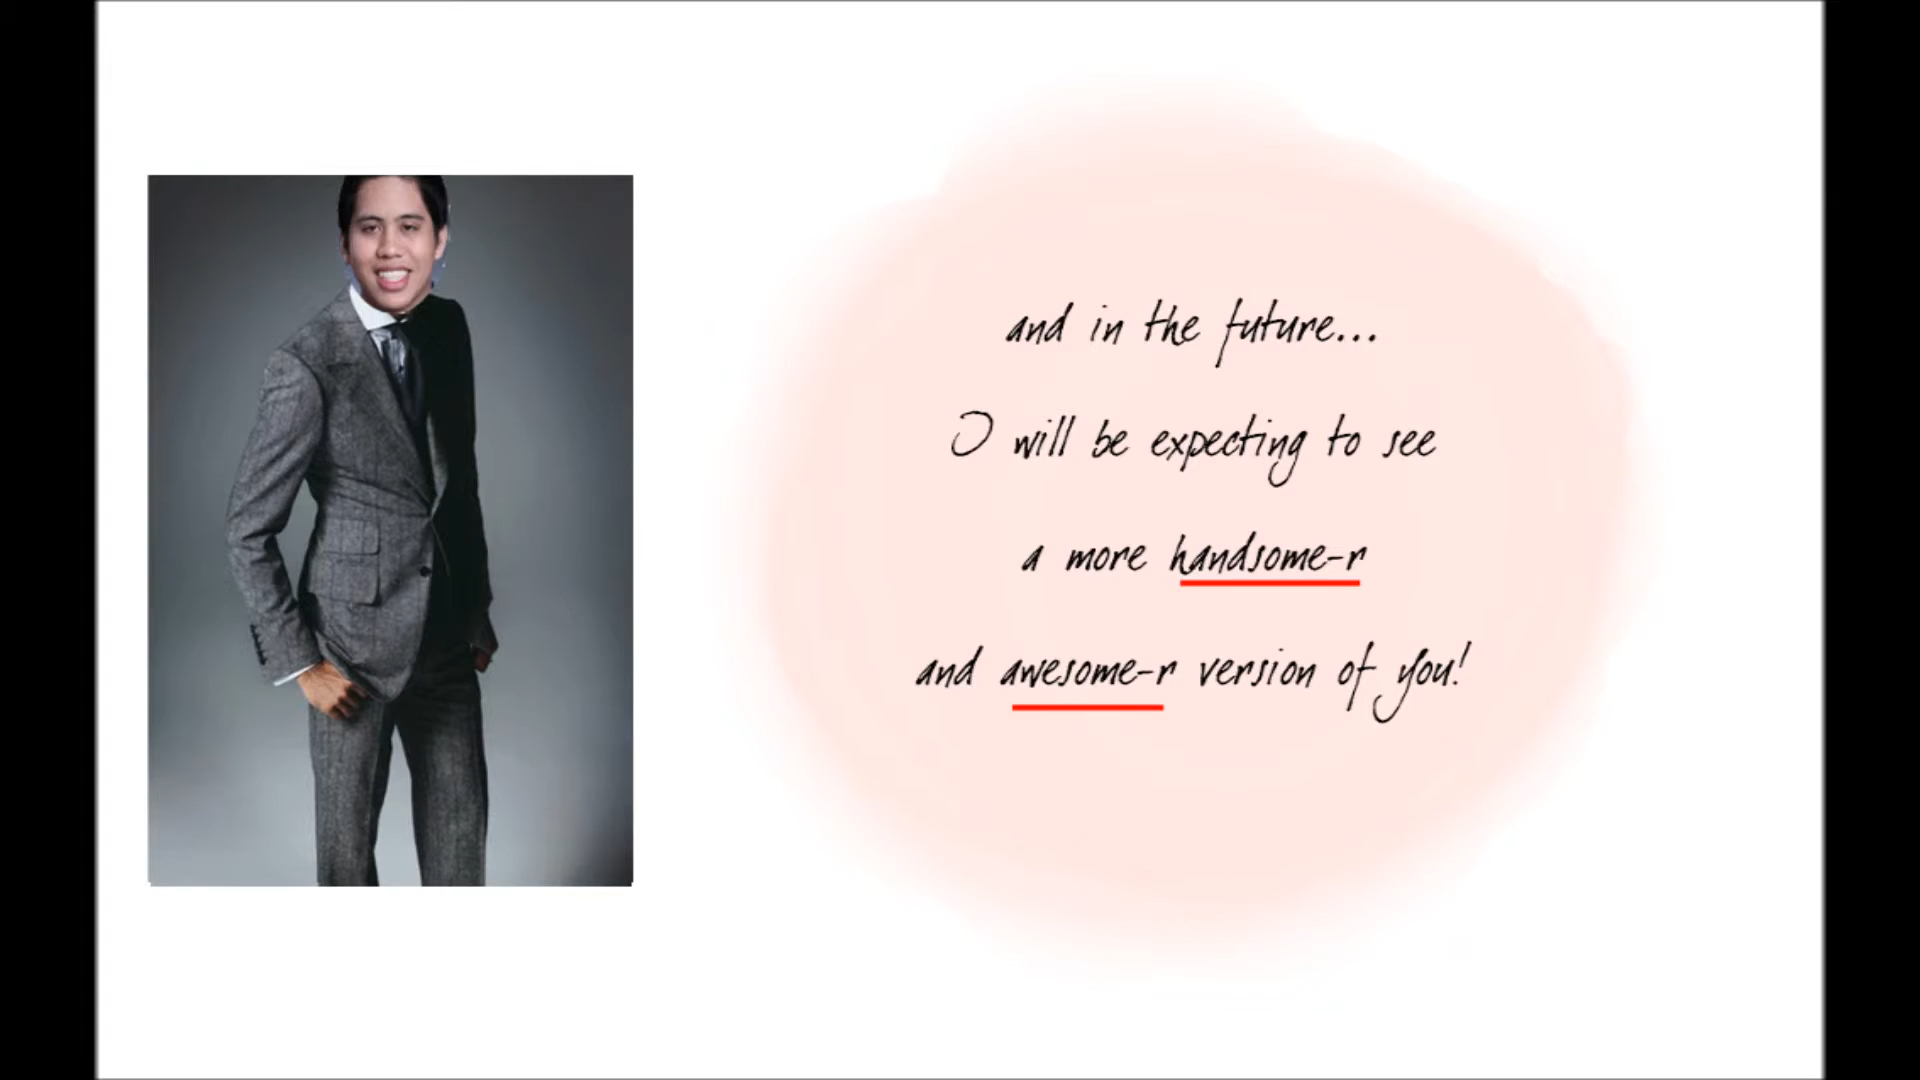 and in the future...
I will be expecting to see
a more handsome-r
and awesome-r version of you!